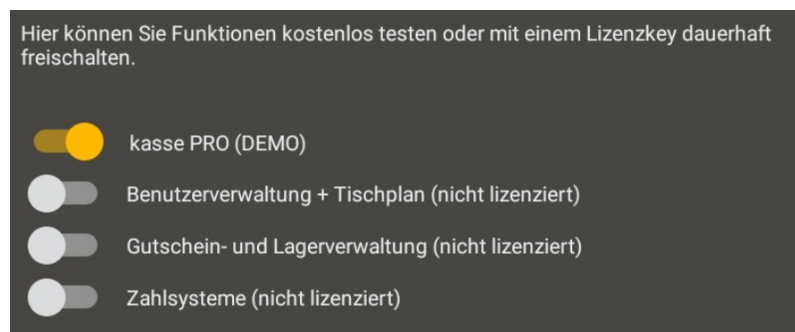 Hier können Sie Funktionen kostenlos testen oder mit einem Lizenzkey dauerhaft
freischalten.
kasse PRO (DEMO)
Benutzerverwaltung + Tischplan (nicht lizenziert)
Gutschein- und Lagerverwaltung (nicht lizenziert)
Zahlsysteme (nicht lizenziert)